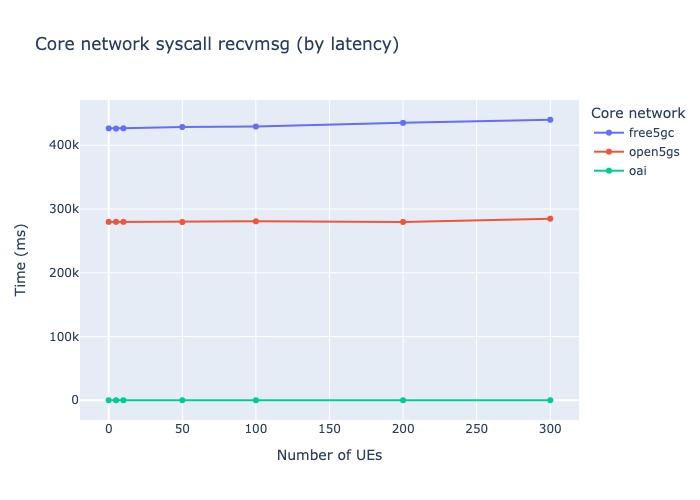 Core network syscall recvmsg (by latency)
Core network
free5gc
open5gs
oai
400k
300k
200k
100k
0
Time (ms)
0 50 100 150 200 250 300
Number of UEs